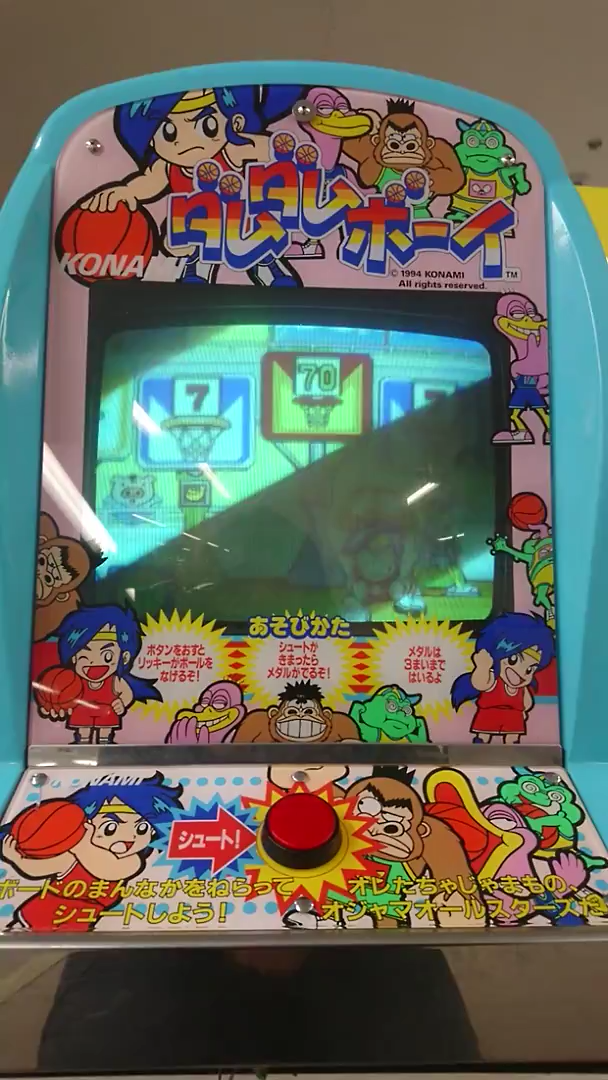 ダムダムボーイ
KONAMI
© 1994 KONAMI
All rights reserved.
TM
7
70
あそびかた
ボタンをおすと
リッキーがボールを
なげるぞ!
シュートが
きまったら
メダルがでるぞ!
メダルは
3まいまで
はいるよ
KONAMI
シュート!
ボードのまんなかをねらって
シュートしよう!
オレたちゃじゃまもの、
オジャマオールスターズだ